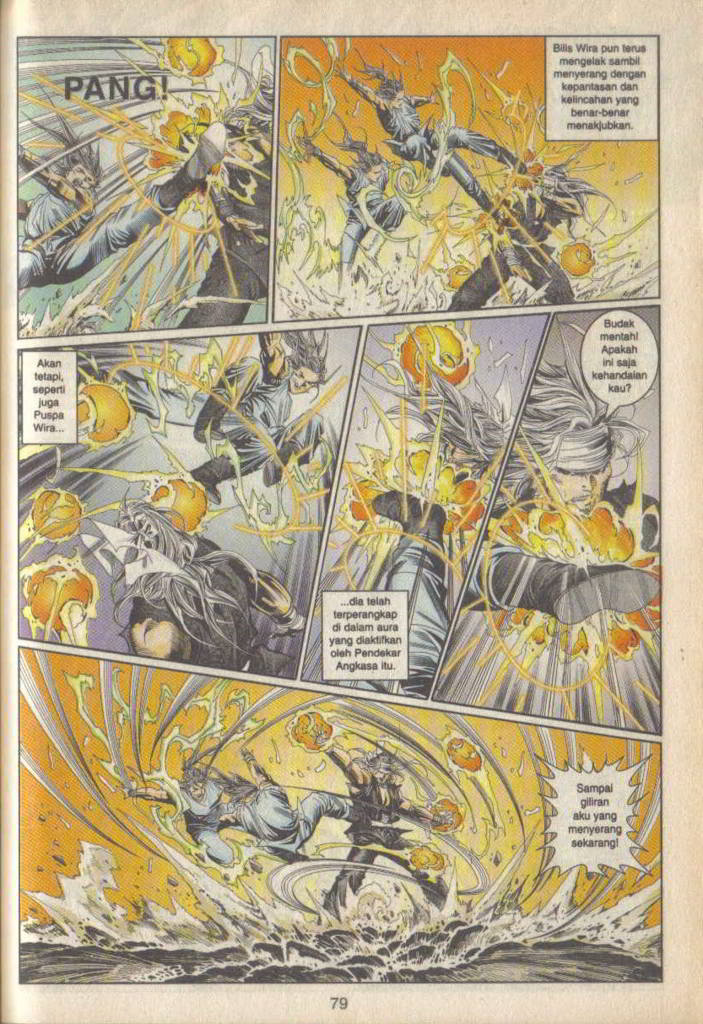 PANG!
Bilis Wira pun terus
mengelak sambil
menyerang dengan
kepantasan dan
kelincahan yang
benar-benar
menakjubkan.
Akan
tetapi,
seperti
juga
Puspa
Wira...
...dia telah
terperangkap
di dalam aura
yang diaktifkan
oleh Pendekar
Angkasa itu.
Budak
mentah!
Apakah
ini saja
kehandalan
kau?
Sampai
giliran
aku yang
menyerang
sekarang!
79